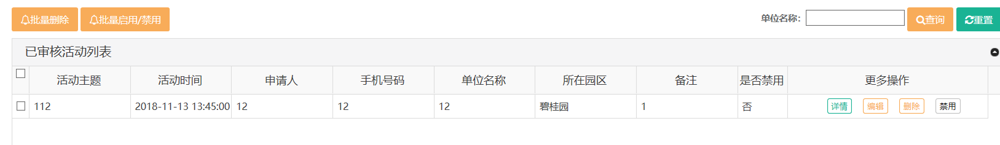 批量删除 批量启用/禁用 单位名称: 查询 重置
已审核活动列表
活动主题 活动时间 申请人 手机号码 单位名称 所在园区 备注 是否禁用 更多操作
112 2018-11-13 13:45:00 12 12 12 碧桂园 1 否 详情 编辑 删除 禁用